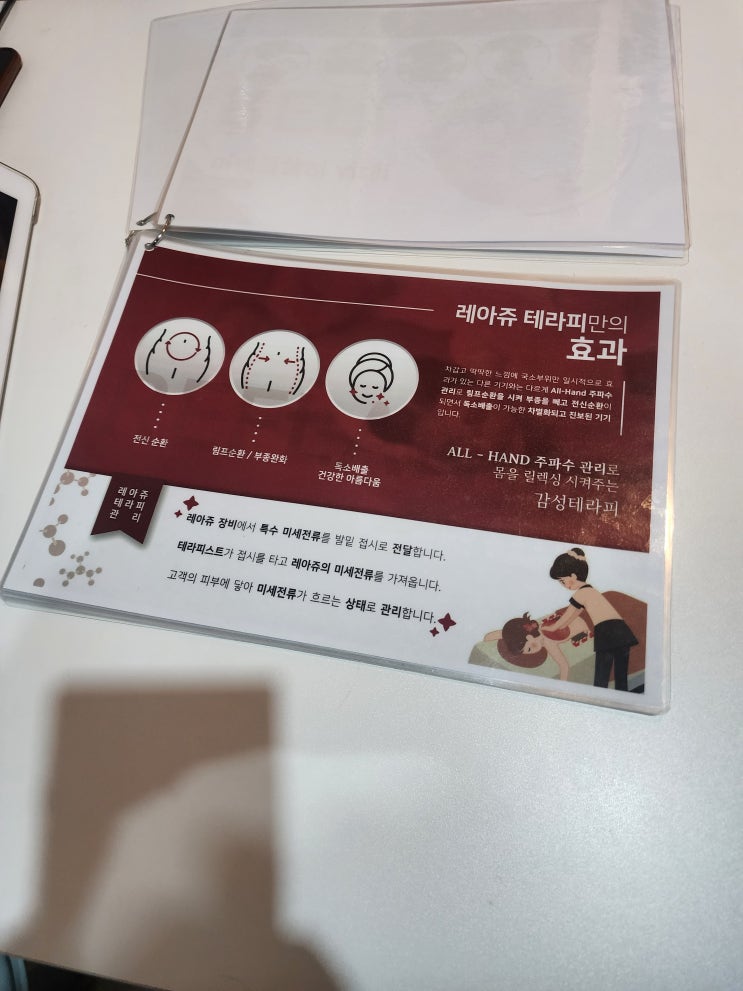 레아쥬 테라피만의
효과
차갑고 딱딱한 느낌에 국소부위만 일시적으로 효
과가 있는 다른 기기와는 다르게 All-Hand 주파수
관리로 림프순환을 시켜 부종을 빼고 전신순환이
되면서 독소배출이 가능한 차별화되고 진보된 기기
입니다.
전신 순환
림프순환 / 부종완화
독소배출
건강한 아름다움
ALL - HAND 주파수 관리로
몸을 릴렉싱 시켜주는
감성테라피
레아쥬
테라피
관 리
레아쥬 장비에서 특수 미세전류를 발밑 접시로 전달합니다.
테라피스트가 접시를 타고 레아쥬의 미세전류를 가져옵니다.
고객의 피부에 닿아 미세전류가 흐르는 상태로 관리합니다.